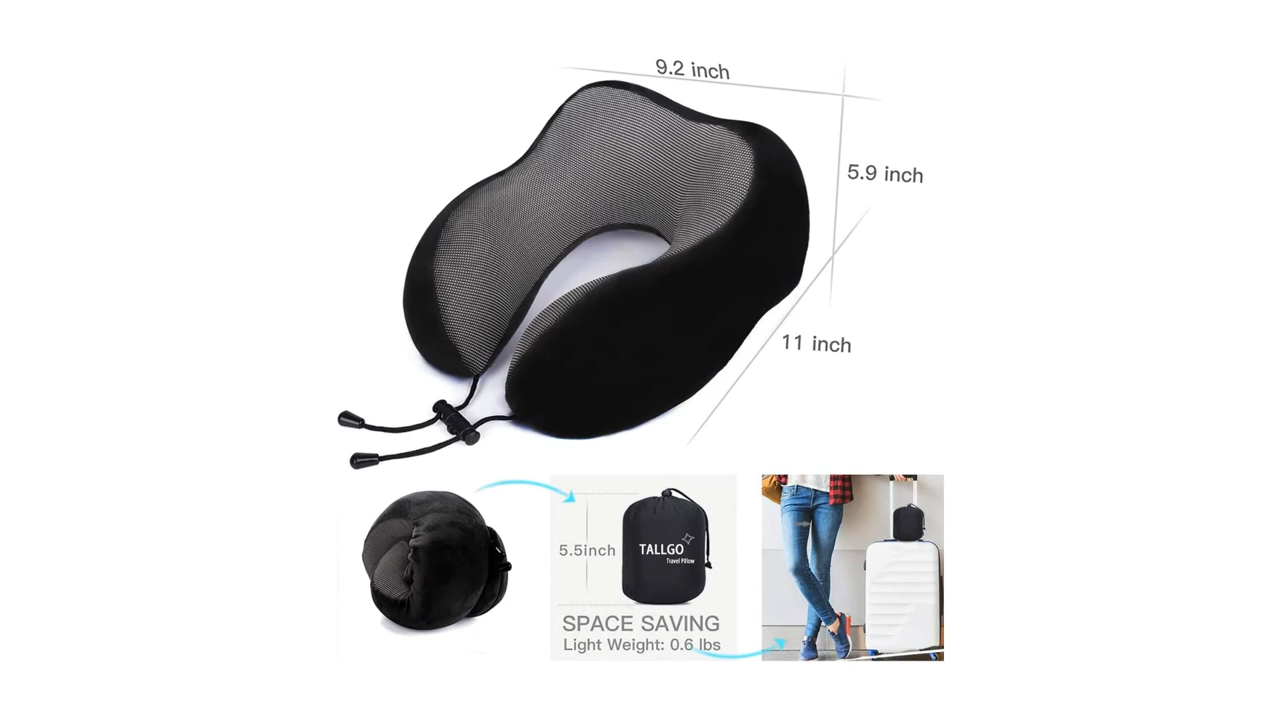 9.2 inch
5.9 inch
11 inch
5.5inch
TALLGO
Travel Pillow
SPACE SAVING
Light Weight: 0.6 lbs